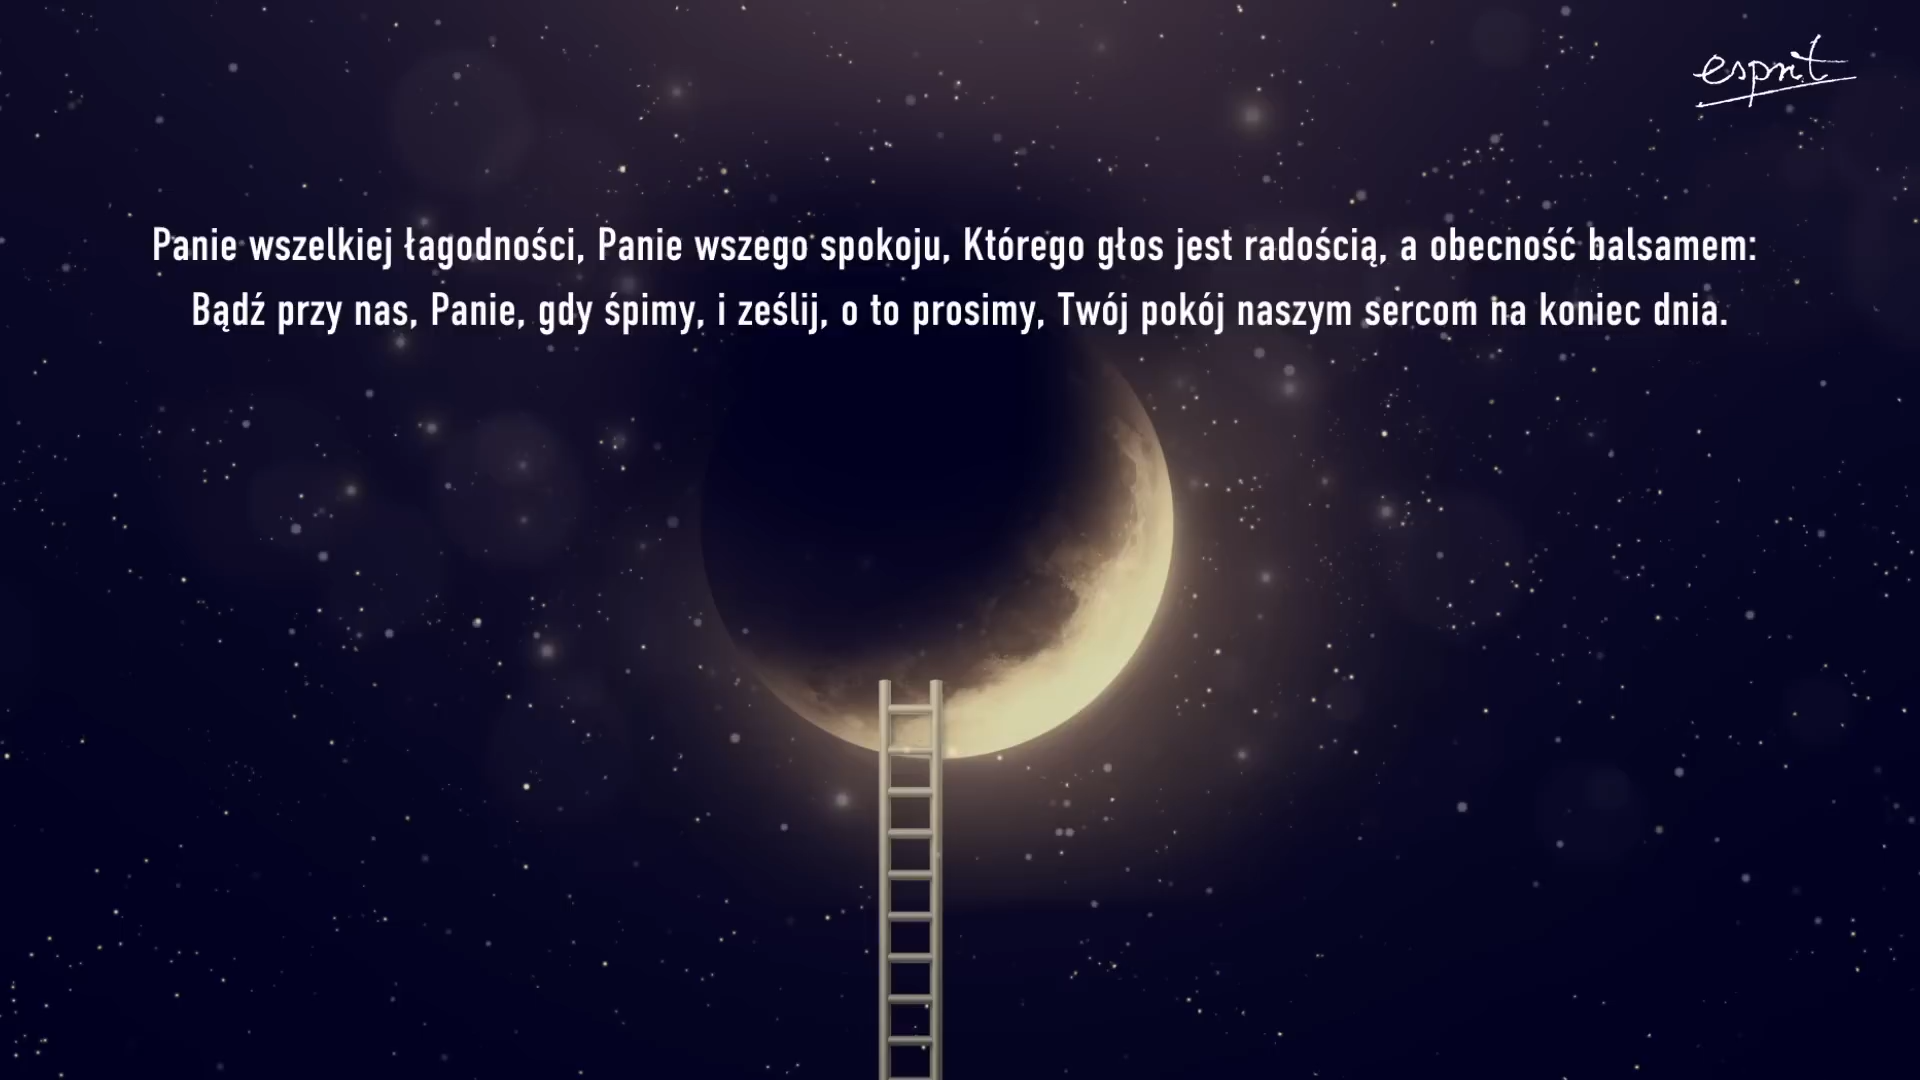 esprit
Panie wszelkiej łagodności, Panie wszego spokoju, Którego głos jest radością, a obecność balsamem:
Bądź przy nas, Panie, gdy śpimy, i ześlij, o to prosimy, Twój pokój naszym sercom na koniec dnia.